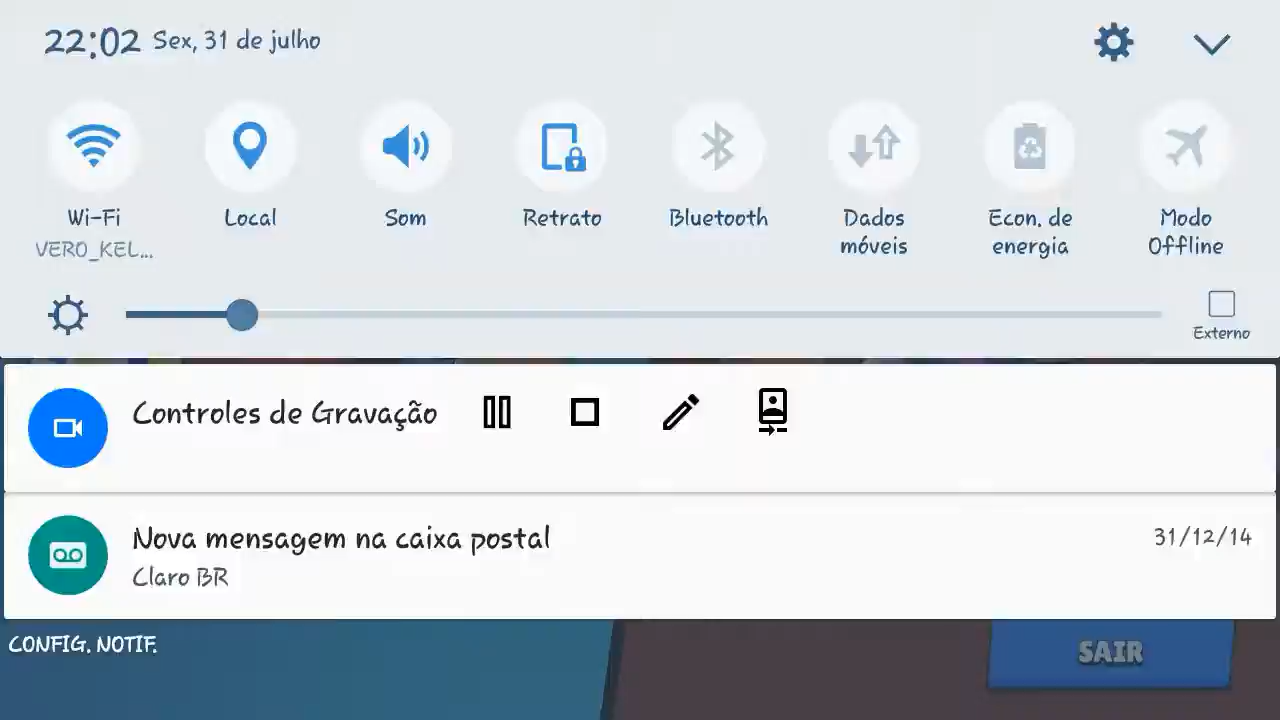 22:02 Sex, 31 de julho
Wi-Fi
VERO_KEL...
Local
Som
Retrato
Bluetooth
Dados
móveis
Econ. de
energia
Modo
Offline
Externo
Controles de Gravação
Nova mensagem na caixa postal
31/12/14
Claro BR
CONFIG. NOTIF.
SAIR